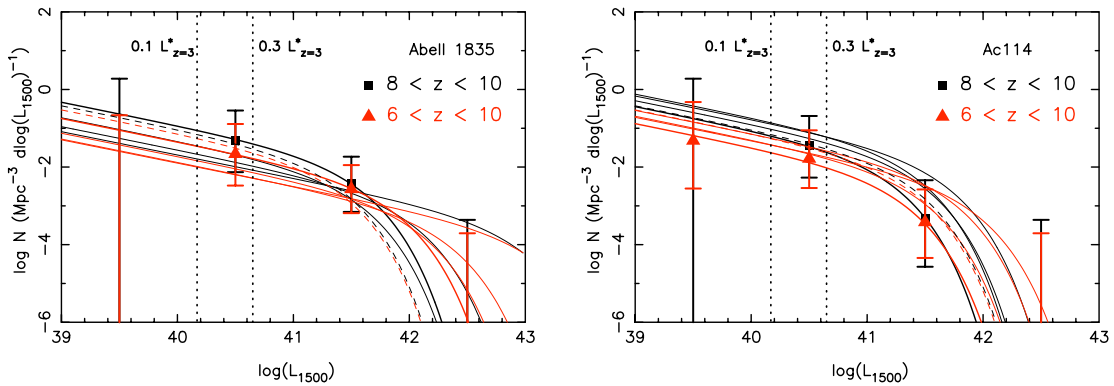 2
0.1 L*z=3
0.3 L*z=3
Abell 1835
8 < z < 10
6 < z < 10
0
−2
−4
−6
log N (Mpc−3 dlog(L1500)−1)
39 40 41 42 43
log(L1500)
2
0.1 L*z=3
0.3 L*z=3
Ac114
8 < z < 10
6 < z < 10
0
−2
−4
−6
log N (Mpc−3 dlog(L1500)−1)
39 40 41 42 43
log(L1500)